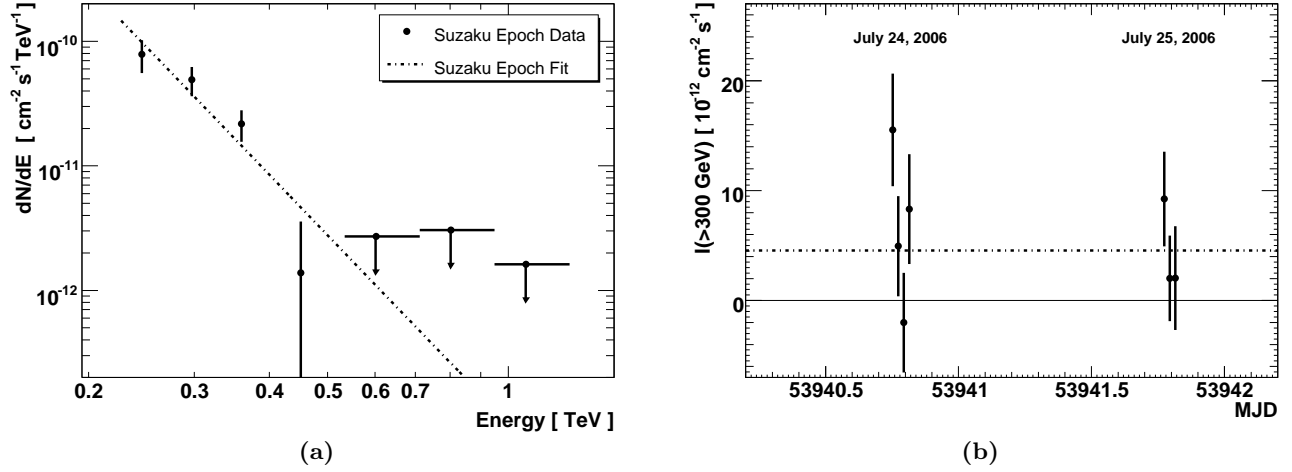 dN/dE [ cm-2 s-1 TeV-1 ]
10-10
10-11
10-12
Suzaku Epoch Data
Suzaku Epoch Fit
0.2 0.3 0.4 0.5 0.6 0.7 1
Energy [ TeV ]
(a)
I(>300 GeV) [ 10-12 cm-2 s-1 ]
July 24, 2006 July 25, 2006
20
10
0
53940.5 53941 53941.5 53942
MJD
(b)